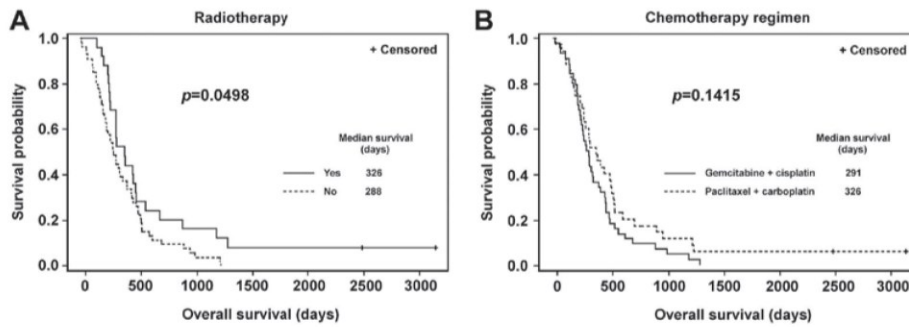 A
Radiotherapy
+ Censored
p=0.0498
Median survival
(days)
Yes 326
No 288
Survival probability
1.0
0.8
0.6
0.4
0.2
0.0
0 500 1000 1500 2000 2500 3000
Overall survival (days)
B
Chemotherapy regimen
+ Censored
p=0.1415
Median survival
(days)
Gemcitabine + cisplatin 291
Paclitaxel + carboplatin 326
Survival probability
1.0
0.8
0.6
0.4
0.2
0.0
0 500 1000 1500 2000 2500 3000
Overall survival (days)